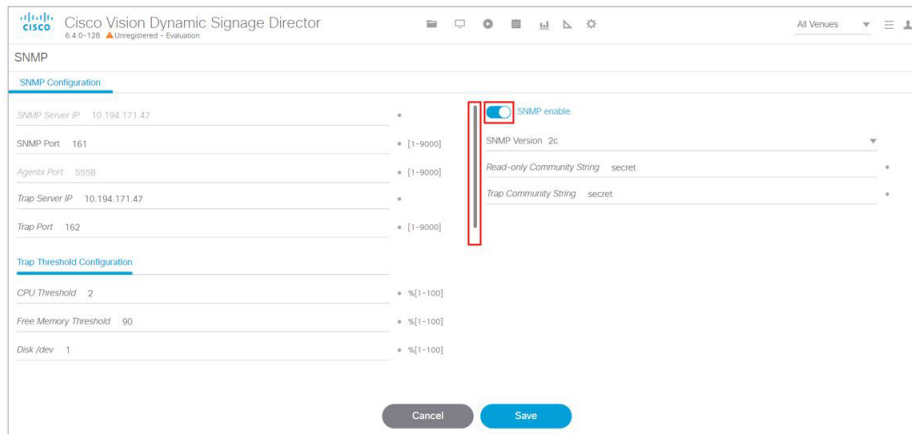 CISCO Cisco Vision Dynamic Signage Director
6.4.0-128 Unregistered - Evaluation
All Venues
SNMP
SNMP Configuration
SNMP Server IP 10.194.171.47 *
SNMP Port 161 * [1-9000]
Agentx Port 5558 * [1-9000]
Trap Server IP 10.194.171.47 *
Trap Port 162 * [1-9000]
Trap Threshold Configuration
CPU Threshold 2 * %[1-100]
Free Memory Threshold 90 * %[1-100]
Disk /dev 1 * %[1-100]
SNMP enable
SNMP Version 2c
Read-only Community String secret *
Trap Community String secret *
Cancel Save